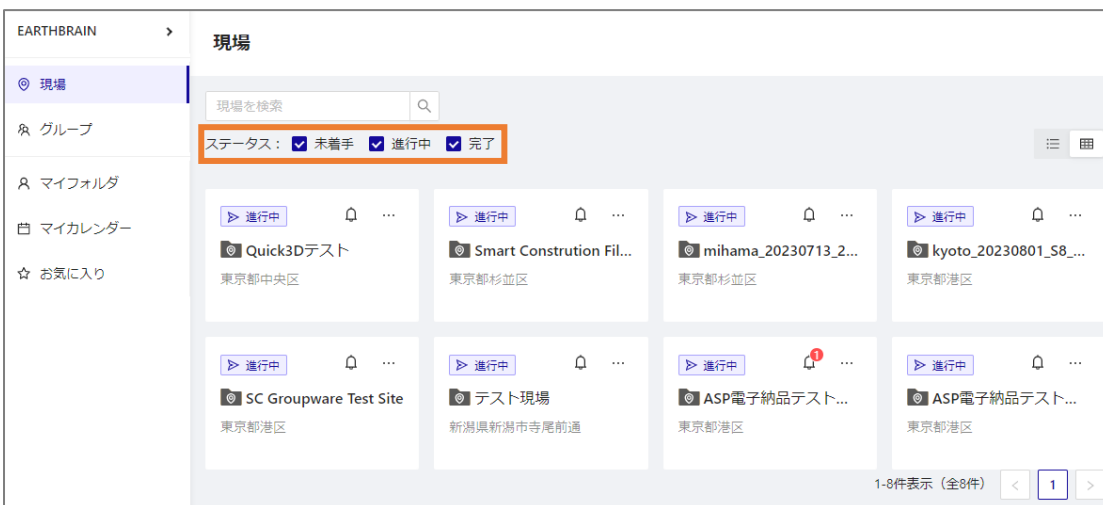 EARTHBRAIN
現場
グループ
マイフォルダ
マイカレンダー
お気に入り
現場
現場を検索
ステータス： 未着手 進行中 完了
進行中
Quick3Dテスト
東京都中央区
進行中
Smart Constrution Fil...
東京都杉並区
進行中
mihama_20230713_2...
東京都杉並区
進行中
kyoto_20230801_S8_...
東京都港区
進行中
SC Groupware Test Site
東京都港区
進行中
テスト現場
新潟県新潟市寺尾前通
進行中
1
ASP電子納品テスト...
東京都港区
進行中
ASP電子納品テスト...
東京都港区
1-8件表示（全8件） < 1 >